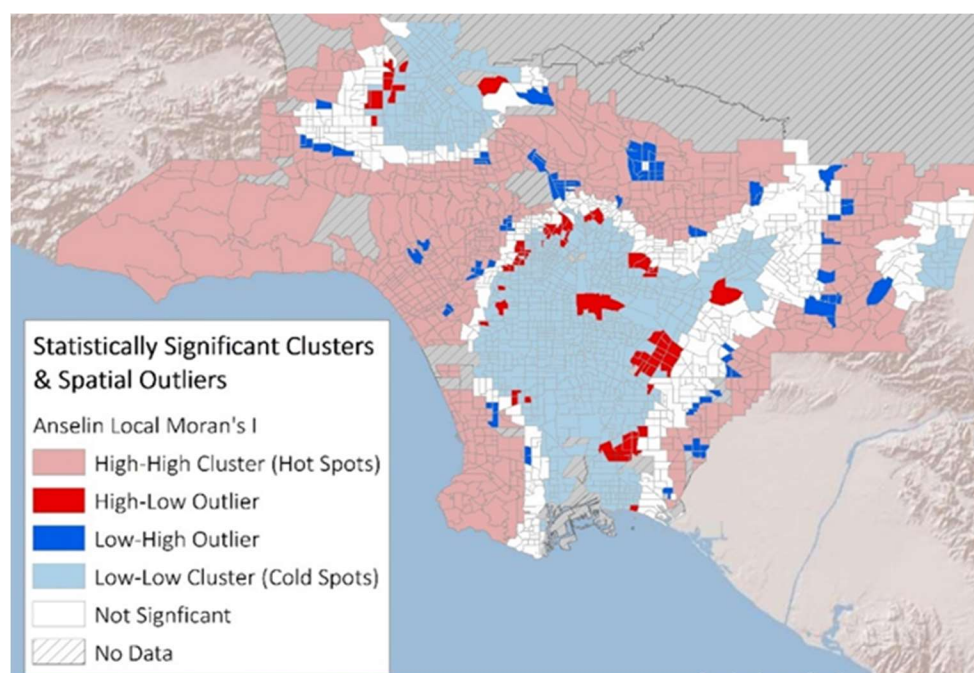 Statistically Significant Clusters
& Spatial Outliers
Anselin Local Moran's I
High-High Cluster (Hot Spots)
High-Low Outlier
Low-High Outlier
Low-Low Cluster (Cold Spots)
Not Signficant
No Data